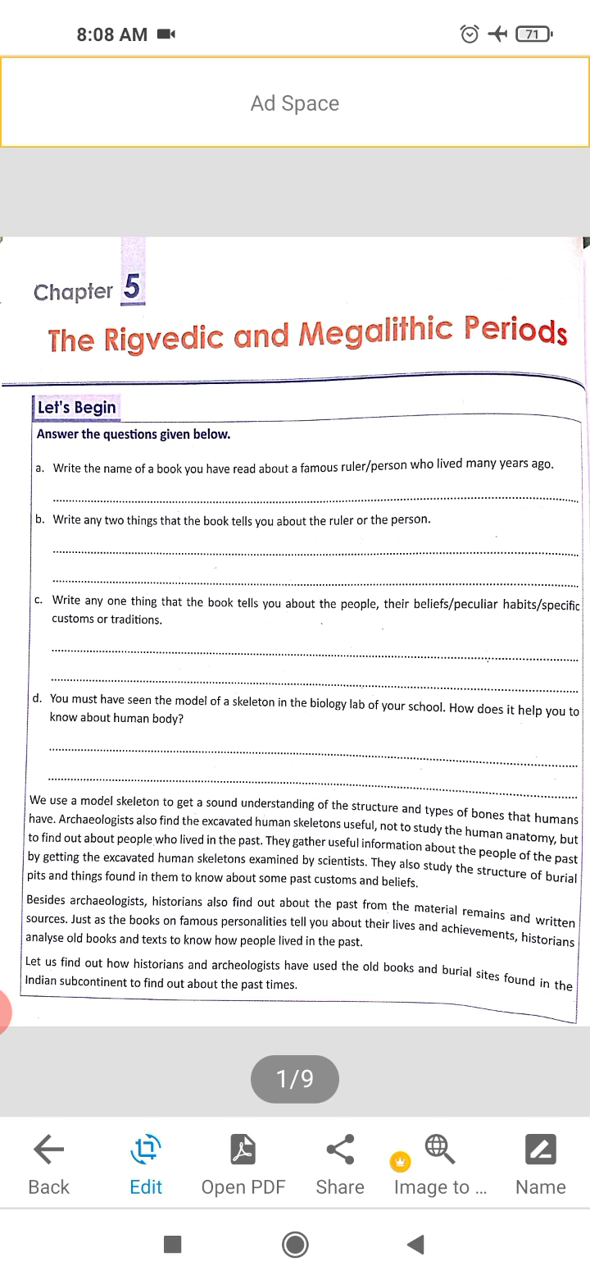 8:08 AM
71
Ad Space
Chapter 5
The Rigvedic and Megalithic Periods
Let's Begin
Answer the questions given below.
a. Write the name of a book you have read about a famous ruler/person who lived many years ago.
b. Write any two things that the book tells you about the ruler or the person.
c. Write any one thing that the book tells you about the people, their beliefs/peculiar habits/specific
customs or traditions.
d. You must have seen the model of a skeleton in the biology lab of your school. How does it help you to
know about human body?
We use a model skeleton to get a sound understanding of the structure and types of bones that humans
have. Archaeologists also find the excavated human skeletons useful, not to study the human anatomy, but
to find out about people who lived in the past. They gather useful information about the people of the past
by getting the excavated human skeletons examined by scientists. They also study the structure of burial
pits and things found in them to know about some past customs and beliefs.
Besides archaeologists, historians also find out about the past from the material remains and written
sources. Just as the books on famous personalities tell you about their lives and achievements, historians
analyse old books and texts to know how people lived in the past.
Let us find out how historians and archeologists have used the old books and burial sites found in the
Indian subcontinent to find out about the past times.
1/9
Back
Edit
Open PDF
Share
Image to ...
Name